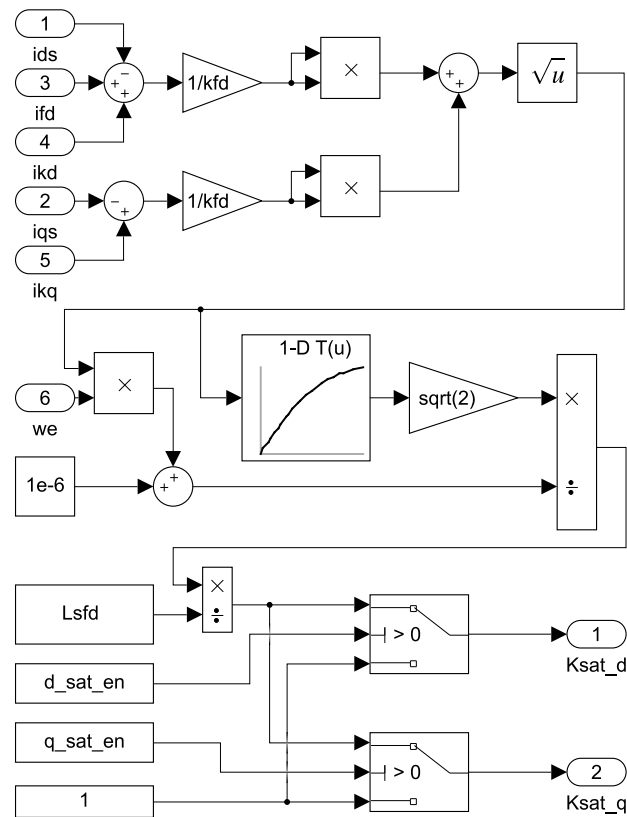 1
ids
3
ifd
4
ikd
2
iqs
5
ikq
−
+
+
1/kfd
×
+
+
√u
−
+
1/kfd
×
6
we
×
1-D T(u)
sqrt(2)
×
÷
1e-6
+
+
Lsfd
×
÷
d_sat_en
> 0
1
Ksat_d
q_sat_en
> 0
2
Ksat_q
1